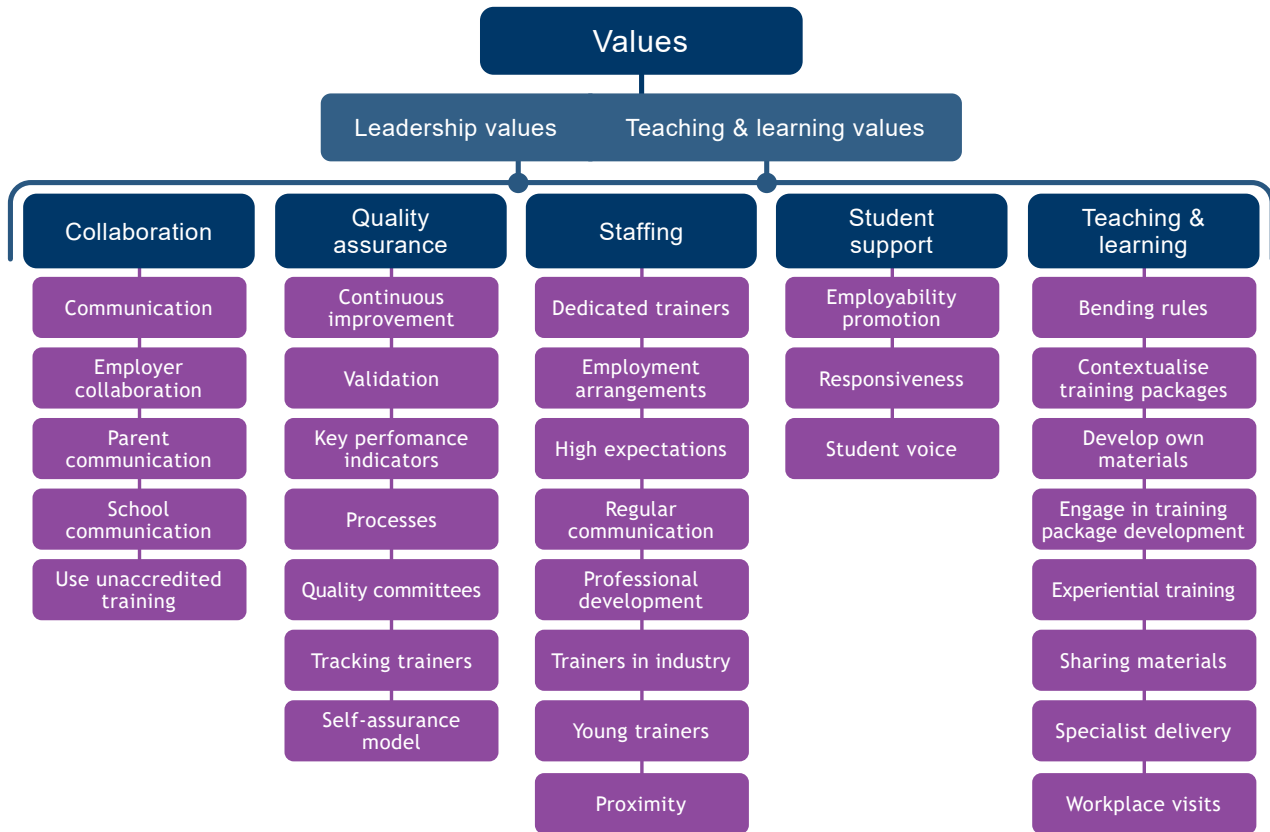 Values
Leadership values
Teaching & learning values
Collaboration
Communication
Employer
collaboration
Parent
communication
School
communication
Use unaccredited
training
Quality
assurance
Continuous
improvement
Validation
Key perfomance
indicators
Processes
Quality committees
Tracking trainers
Self-assurance
model
Staffing
Dedicated trainers
Employment
arrangements
High expectations
Regular
communication
Professional
development
Trainers in industry
Young trainers
Proximity
Student
support
Employability
promotion
Responsiveness
Student voice
Teaching &
learning
Bending rules
Contextualise
training packages
Develop own
materials
Engage in training
package development
Experiential training
Sharing materials
Specialist delivery
Workplace visits